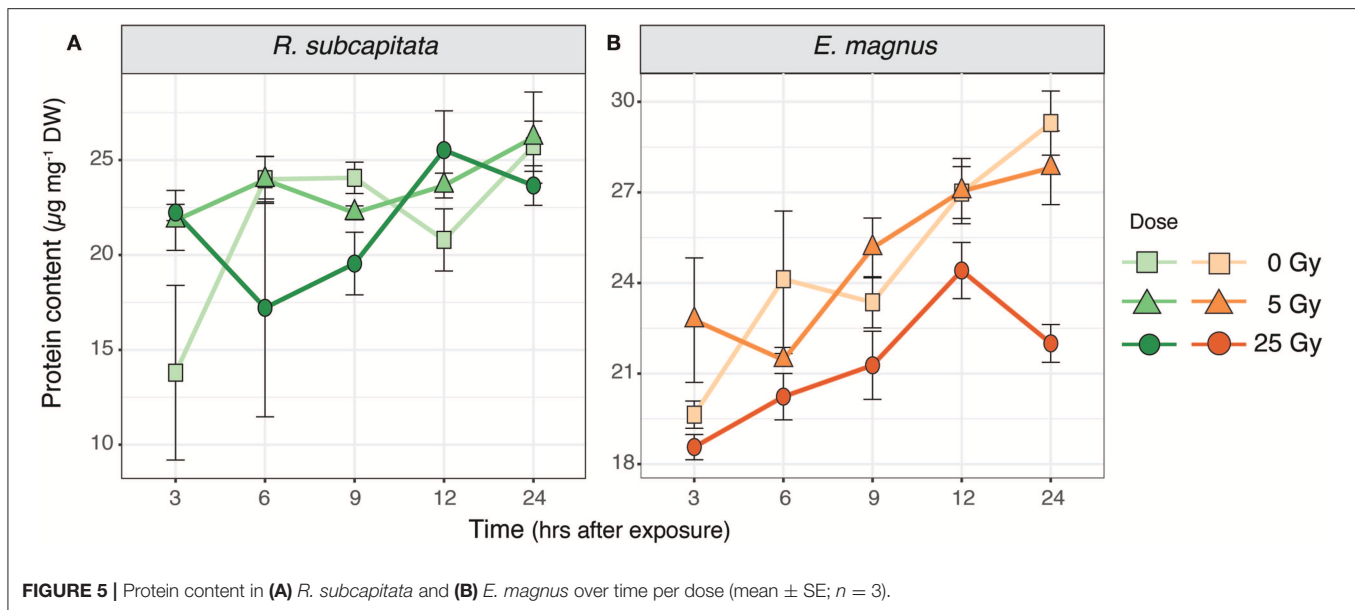 A
R. subcapitata
B
E. magnus
Protein content (µg mg⁻¹ DW)
25
20
15
10
30
27
24
21
18
3 6 9 12 24
3 6 9 12 24
Time (hrs after exposure)
Dose
0 Gy
5 Gy
25 Gy
FIGURE 5 | Protein content in (A) R. subcapitata and (B) E. magnus over time per dose (mean ± SE; n = 3).